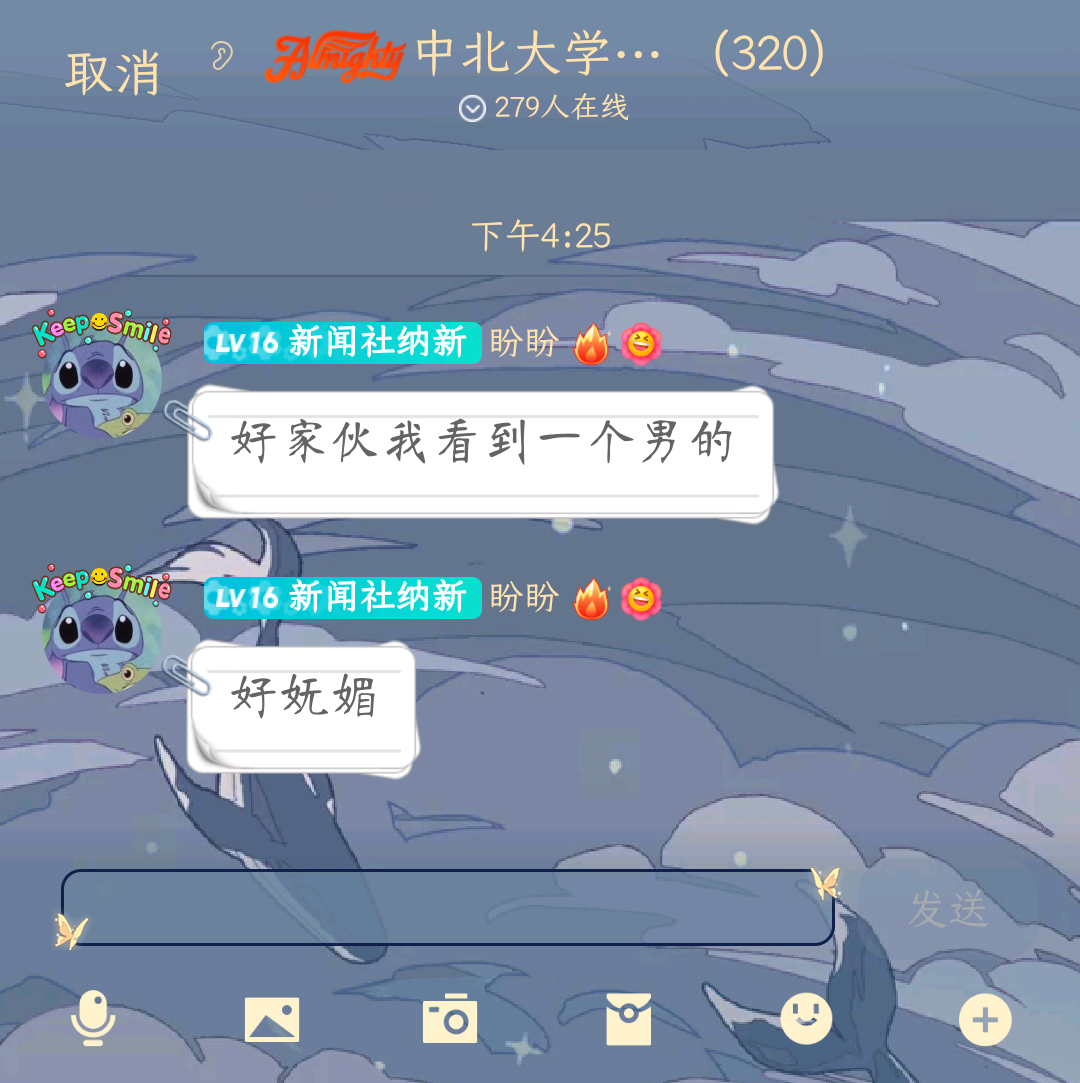 取消
Almighty 中北大学… (320)
279人在线
下午4:25
Keep Smile
LV16 新闻社纳新 盼盼
好家伙我看到一个男的
Keep Smile
LV16 新闻社纳新 盼盼
好妩媚
发送